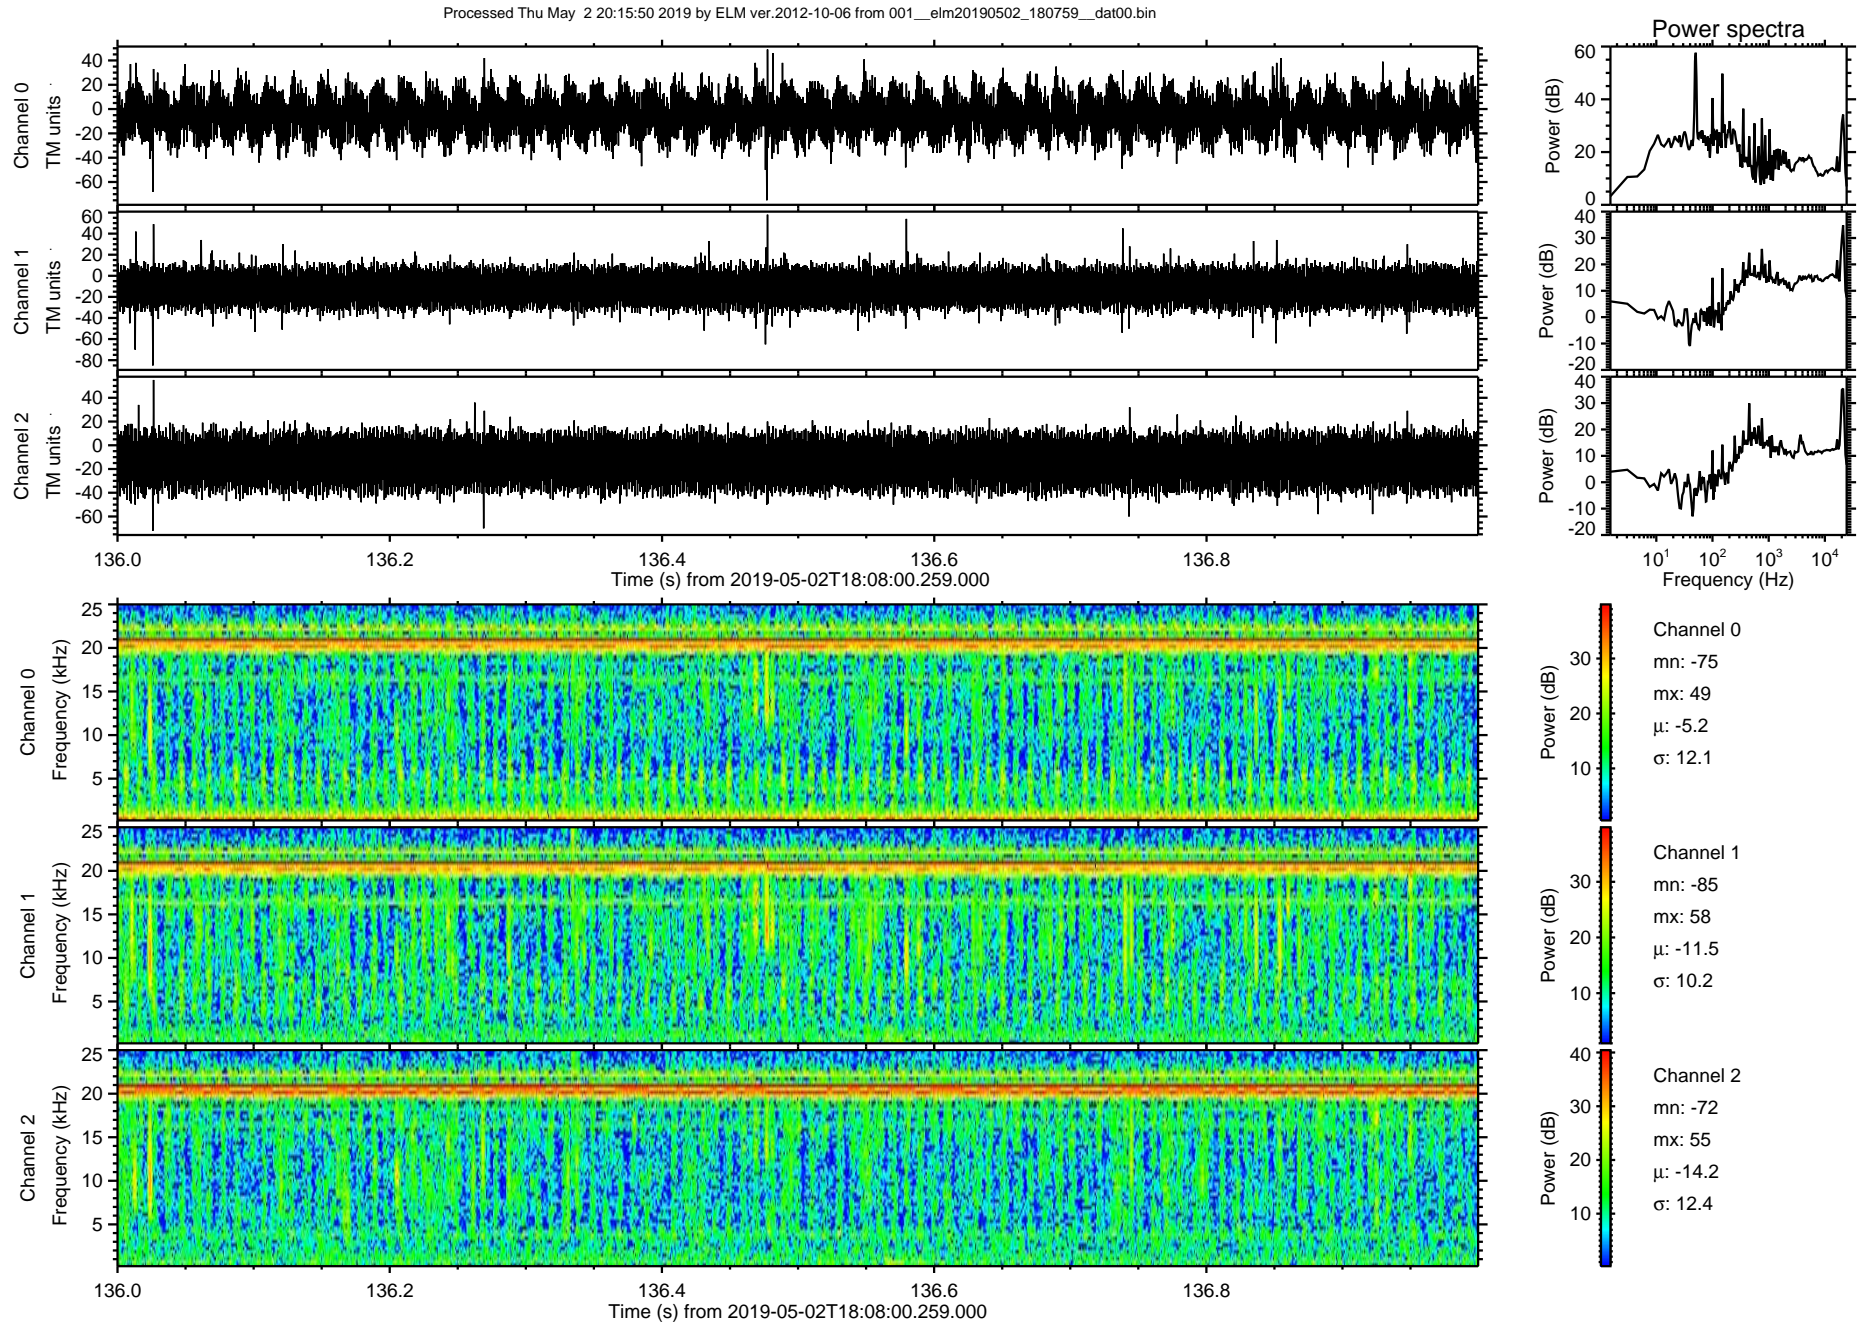 Processed Thu May  2 20:15:50 2019 by ELM ver.2012-10-06 from 001__elm20190502_180759__dat00.bin
Power spectra
Channel 0
TM units
40
20
0
-20
-40
-60
Power (dB)
60
40
20
0
Channel 1
TM units
60
40
20
0
-20
-40
-60
-80
Power (dB)
40
30
20
10
0
-10
-20
Channel 2
TM units
40
20
0
-20
-40
-60
Power (dB)
40
30
20
10
0
-10
-20
136.0 136.2 136.4 136.6 136.8
Time (s) from 2019-05-02T18:08:00.259.000
10¹ 10² 10³ 10⁴
Frequency (Hz)
Channel 0
Frequency (kHz)
25
20
15
10
5
Power (dB)
30
20
10
Channel 0
mn: -75
mx: 49
μ: -5.2
σ: 12.1
Channel 1
Frequency (kHz)
25
20
15
10
5
Power (dB)
30
20
10
Channel 1
mn: -85
mx: 58
μ: -11.5
σ: 10.2
Channel 2
Frequency (kHz)
25
20
15
10
5
Power (dB)
40
30
20
10
Channel 2
mn: -72
mx: 55
μ: -14.2
σ: 12.4
136.0 136.2 136.4 136.6 136.8
Time (s) from 2019-05-02T18:08:00.259.000